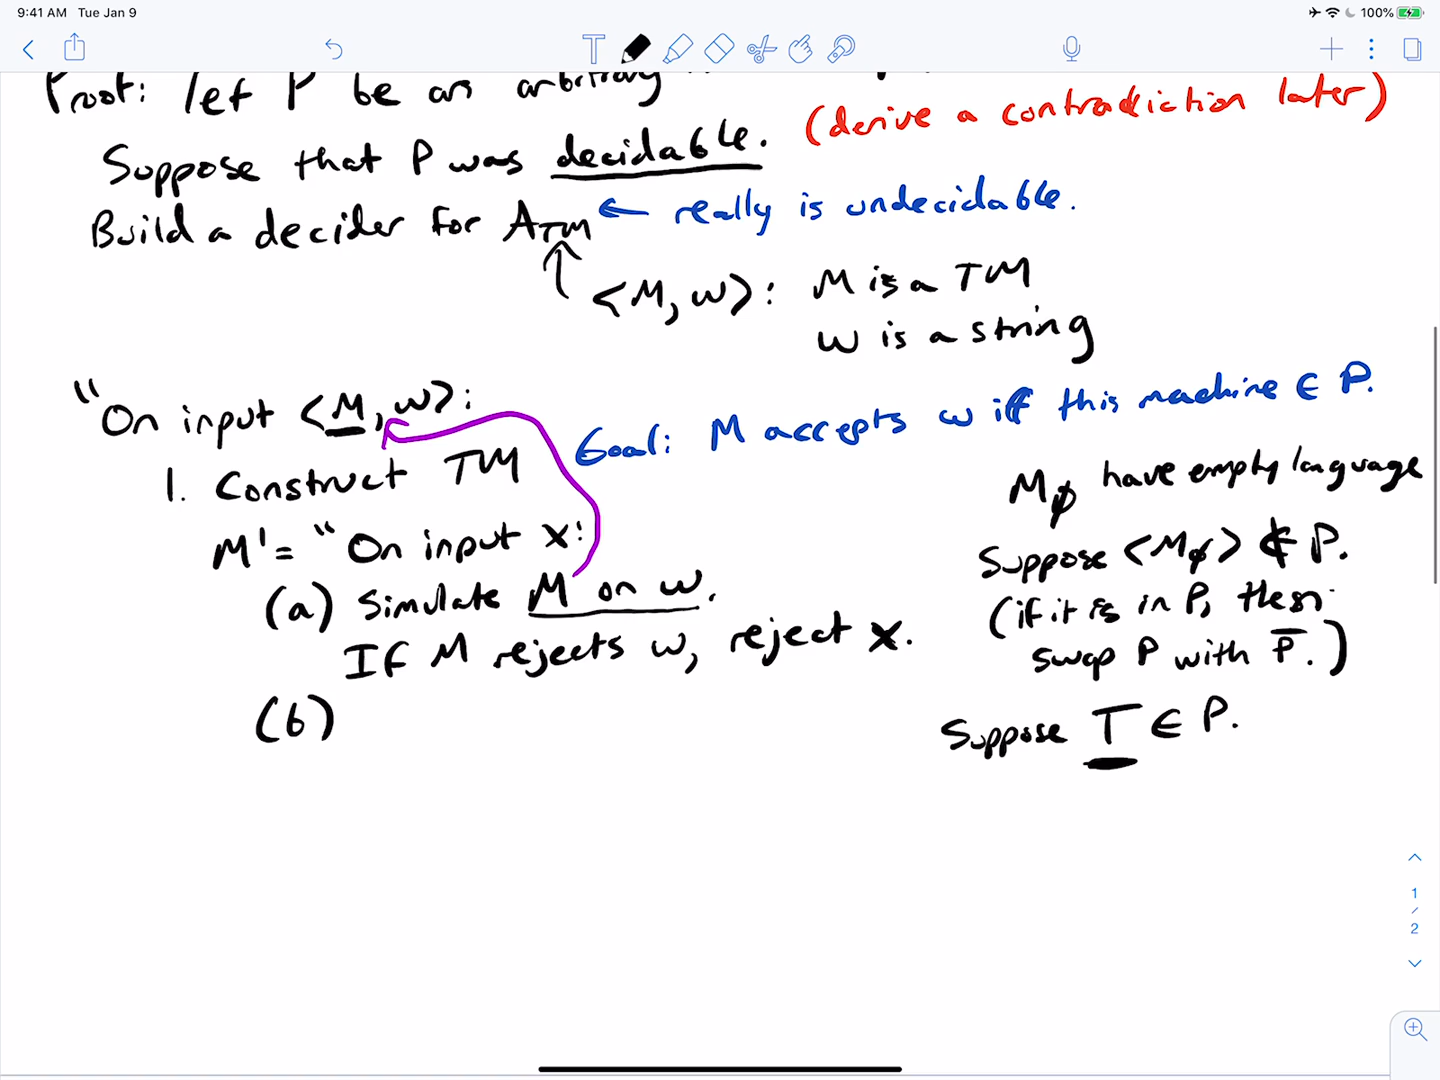 9:41 AM Tue Jan 9
100%
Proof: let P be an arbitrary
(derive a contradiction later)
Suppose that P was decidable.
Build a decider for A_TM ← really is undecidable.
<M, w>: M is a TM
w is a string
"On input <M, w>:
Goal: M accepts w iff this machine ∈ P.
1. Construct TM
M' = "On input x:
(a) Simulate M on w.
If M rejects w, reject x.
(b)
M_∅ have empty language
Suppose <M_∅> ∉ P.
(if it is in P, then
swap P with P̅.)
Suppose T ∈ P.
1
/
2